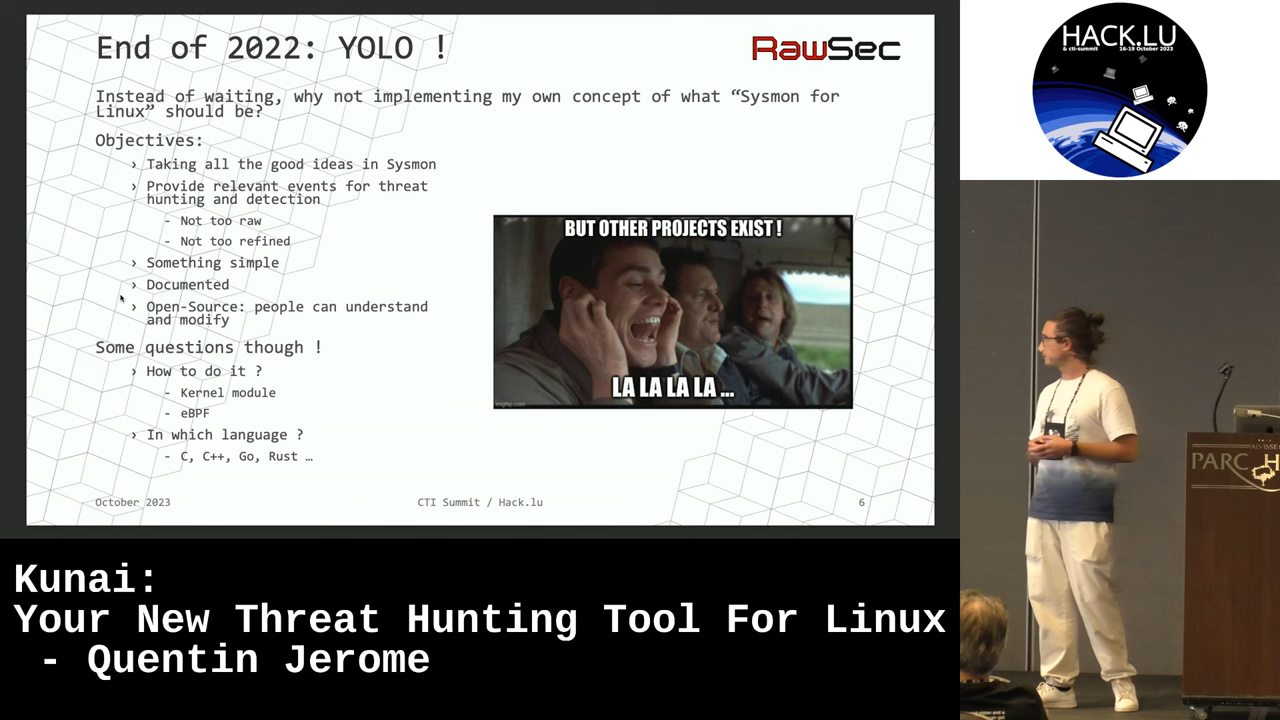 End of 2022: YOLO !
RawSec
Instead of waiting, why not implementing my own concept of what “Sysmon for
Linux” should be?
Objectives:
› Taking all the good ideas in Sysmon
› Provide relevant events for threat
hunting and detection
- Not too raw
- Not too refined
› Something simple
› Documented
› Open-Source: people can understand
and modify
Some questions though !
› How to do it ?
- Kernel module
- eBPF
› In which language ?
- C, C++, Go, Rust …
BUT OTHER PROJECTS EXIST !
LA LA LA LA ...
imgflip.com
October 2023
CTI Summit / Hack.lu
6
HACK.LU
& cti-summit 16-19 October 2023
PARC H
Kunai:
Your New Threat Hunting Tool For Linux
- Quentin Jerome